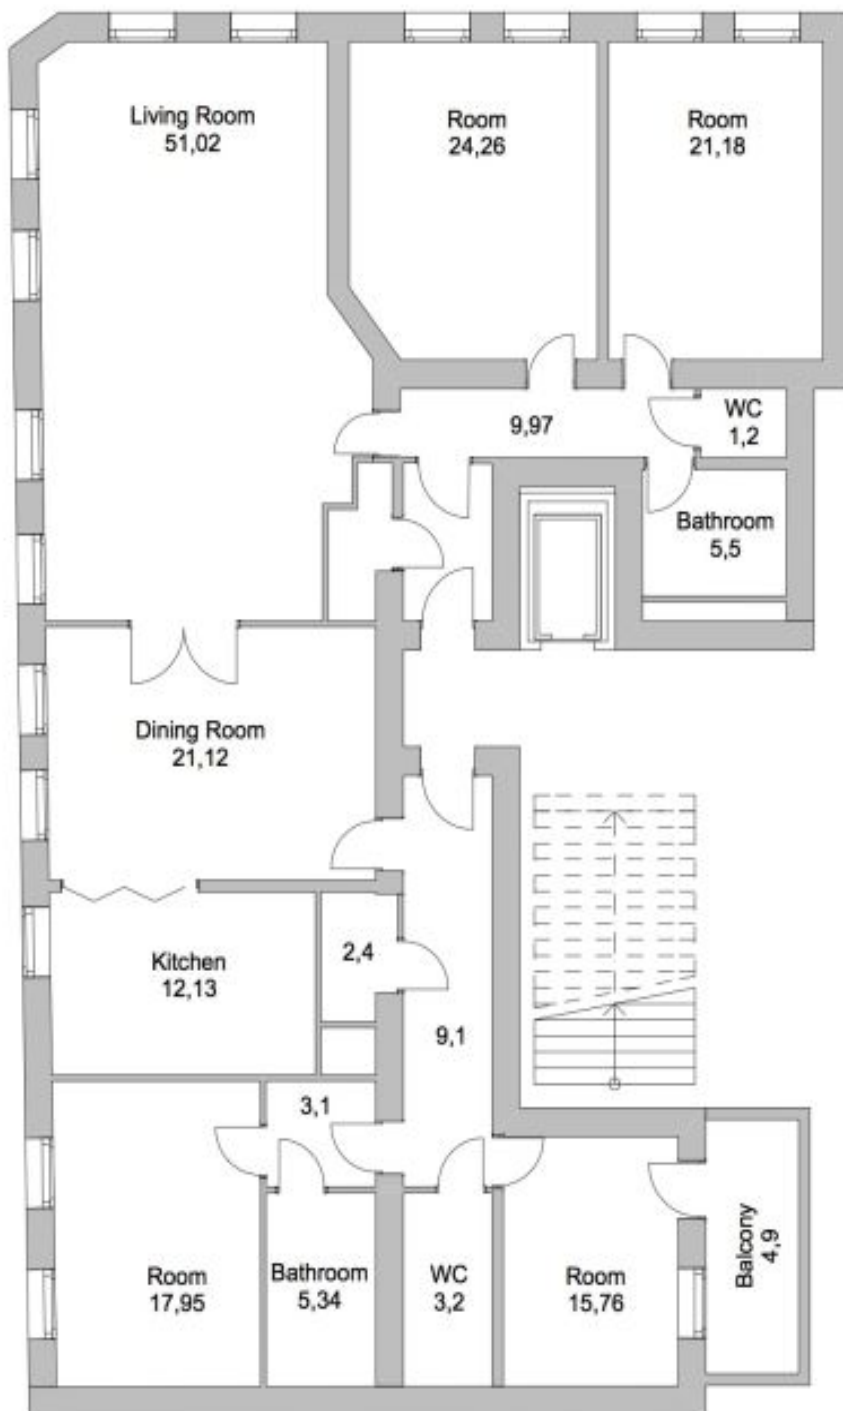 Living Room
51,02
Room
24,26
Room
21,18
9,97
WC
1,2
Bathroom
5,5
Dining Room
21,12
Kitchen
12,13
2,4
9,1
3,1
Room
17,95
Bathroom
5,34
WC
3,2
Room
15,76
Balcony
4,9